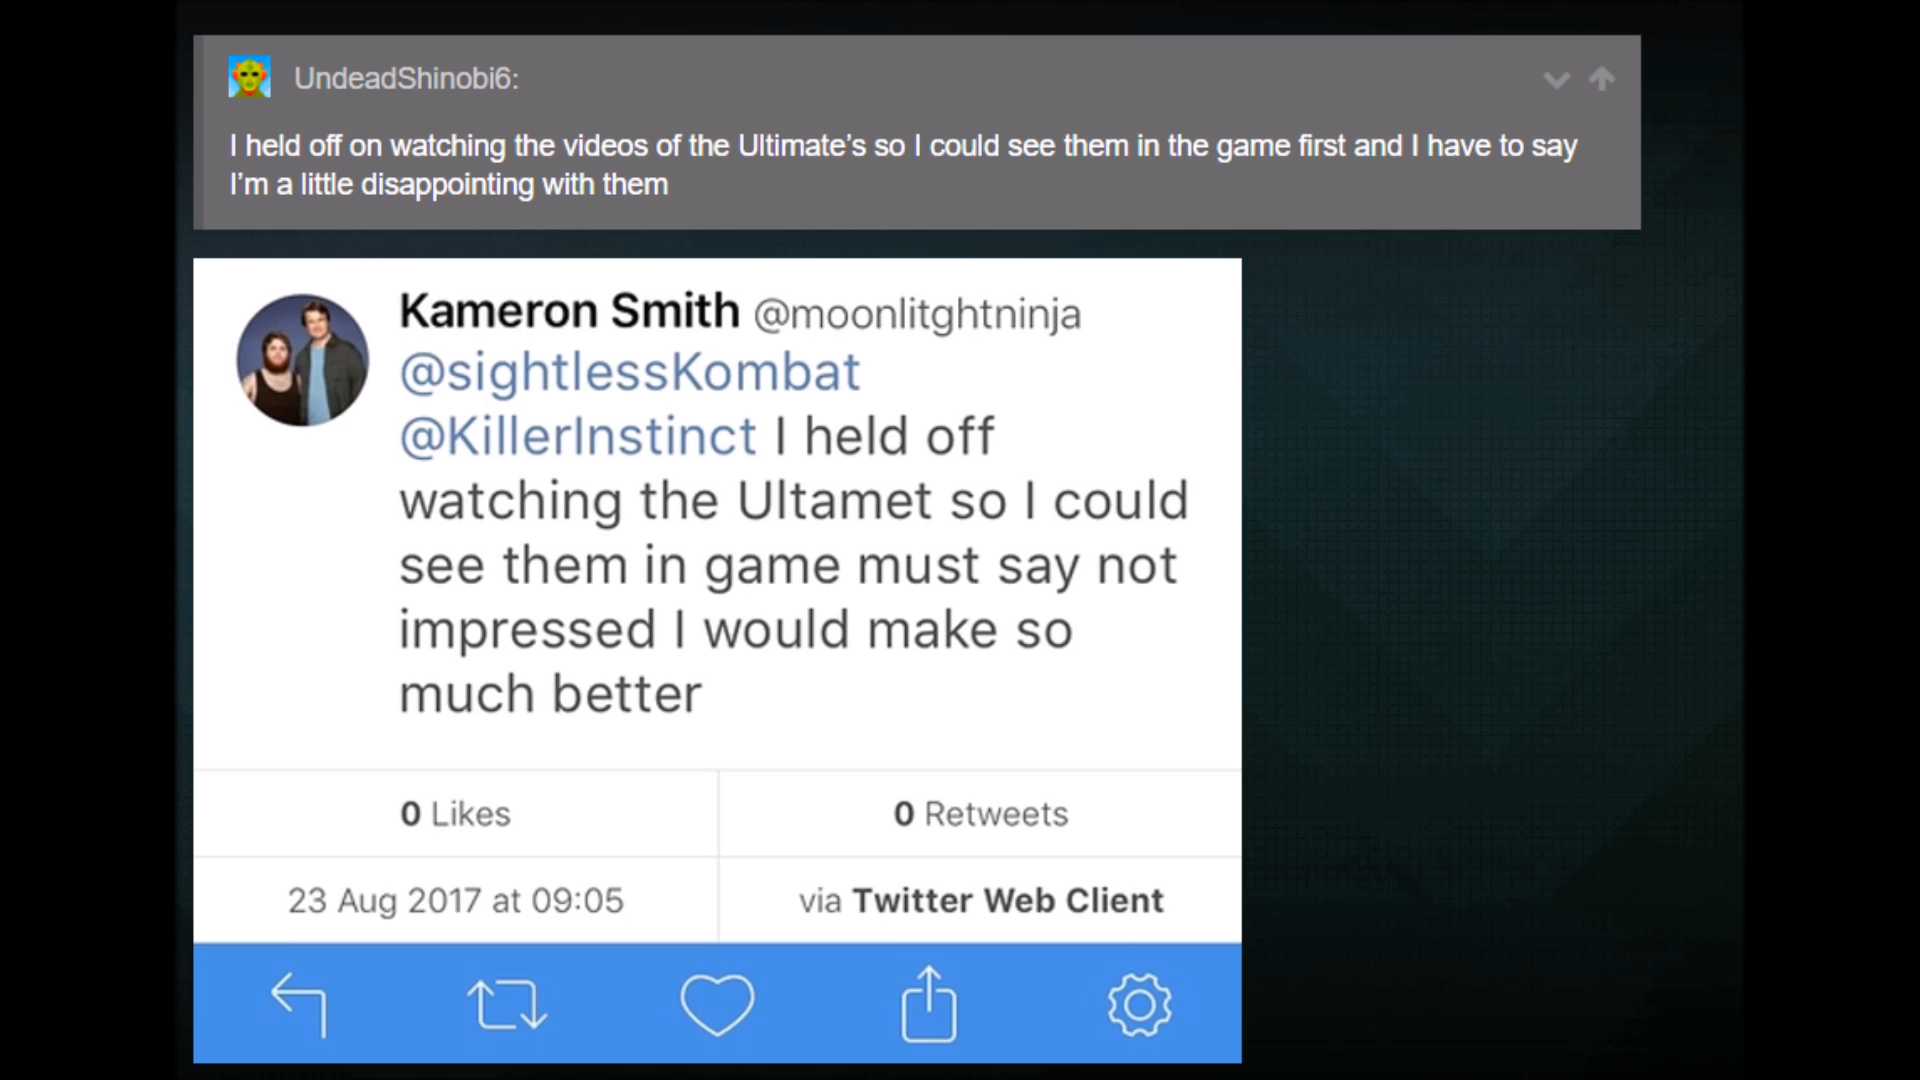 UndeadShinobi6:
I held off on watching the videos of the Ultimate’s so I could see them in the game first and I have to say
I’m a little disappointing with them
Kameron Smith @moonlitghtninja
@sightlessKombat
@KillerInstinct I held off
watching the Ultamet so I could
see them in game must say not
impressed I would make so
much better
0 Likes
0 Retweets
23 Aug 2017 at 09:05
via Twitter Web Client